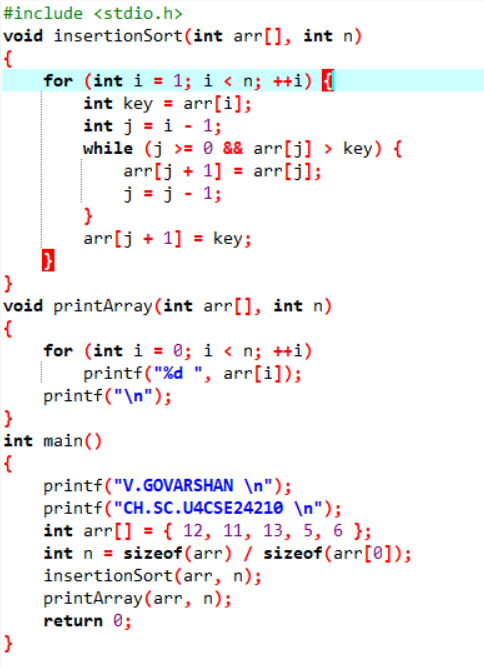 #include <stdio.h>
void insertionSort(int arr[], int n)
{
    for (int i = 1; i < n; ++i) {
        int key = arr[i];
        int j = i - 1;
        while (j >= 0 && arr[j] > key) {
            arr[j + 1] = arr[j];
            j = j - 1;
        }
        arr[j + 1] = key;
    }
}
void printArray(int arr[], int n)
{
    for (int i = 0; i < n; ++i)
        printf("%d ", arr[i]);
    printf("\n");
}
int main()
{
    printf("V.GOVARSHAN \n");
    printf("CH.SC.U4CSE24210 \n");
    int arr[] = { 12, 11, 13, 5, 6 };
    int n = sizeof(arr) / sizeof(arr[0]);
    insertionSort(arr, n);
    printArray(arr, n);
    return 0;
}